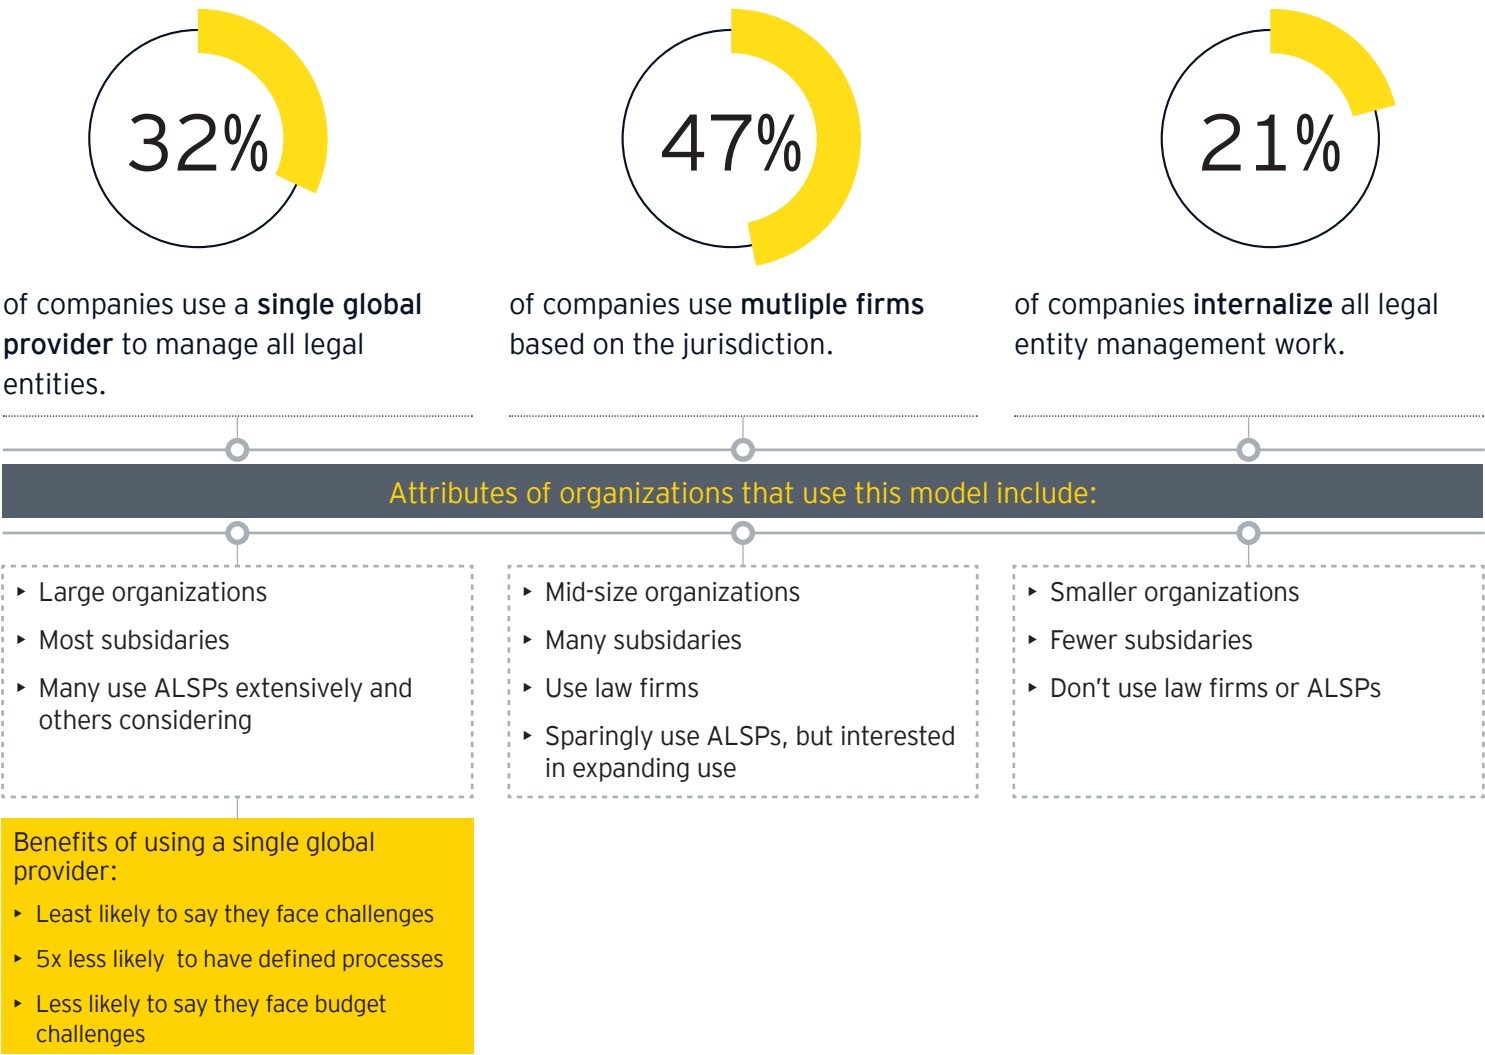 32%
of companies use a single global
provider to manage all legal
entities.
47%
of companies use mutliple firms
based on the jurisdiction.
21%
of companies internalize all legal
entity management work.
Attributes of organizations that use this model include:
‣ Large organizations
‣ Most subsidaries
‣ Many use ALSPs extensively and
others considering
‣ Mid-size organizations
‣ Many subsidaries
‣ Use law firms
‣ Sparingly use ALSPs, but interested
in expanding use
‣ Smaller organizations
‣ Fewer subsidaries
‣ Don't use law firms or ALSPs
Benefits of using a single global
provider:
‣ Least likely to say they face challenges
‣ 5x less likely to have defined processes
‣ Less likely to say they face budget
challenges